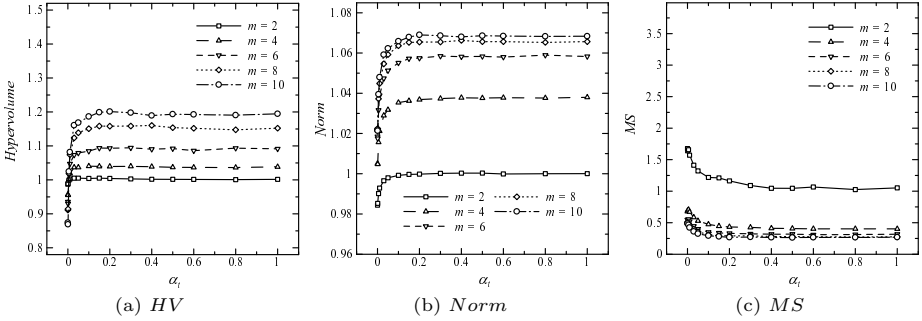 1.5
1.4
1.3
1.2
1.1
1.0
0.9
0.8
Hypervolume
m = 2
m = 4
m = 6
m = 8
m = 10
0
0.2
0.4
0.6
0.8
1
αt
(a) HV
1.08
1.06
1.04
1.02
1.00
0.98
0.96
Norm
m = 2
m = 4
m = 6
m = 8
m = 10
0
0.2
0.4
0.6
0.8
1
αt
(b) Norm
3.5
3
2.5
2
1.5
1
0.5
0
MS
m = 2
m = 4
m = 6
m = 8
m = 10
0
0.2
0.4
0.6
0.8
1
αt
(c) MS